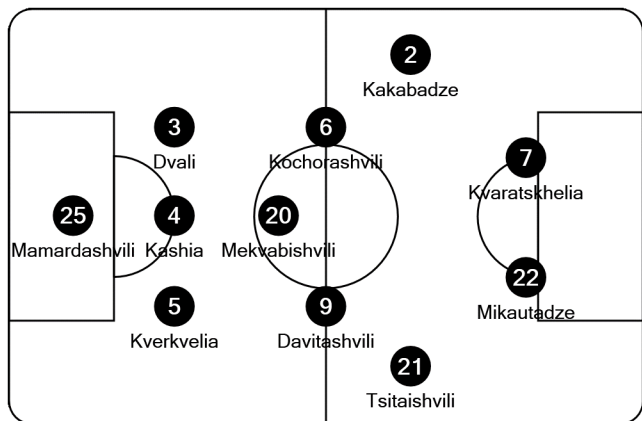 2
Kakabadze
3
Dvali
6
Kochorashvili
7
Kvaratskhelia
25
Mamardashvili
4
Kashia
20
Mekvabishvili
22
Mikautadze
5
Kverkvelia
9
Davitashvili
21
Tsitaishvili